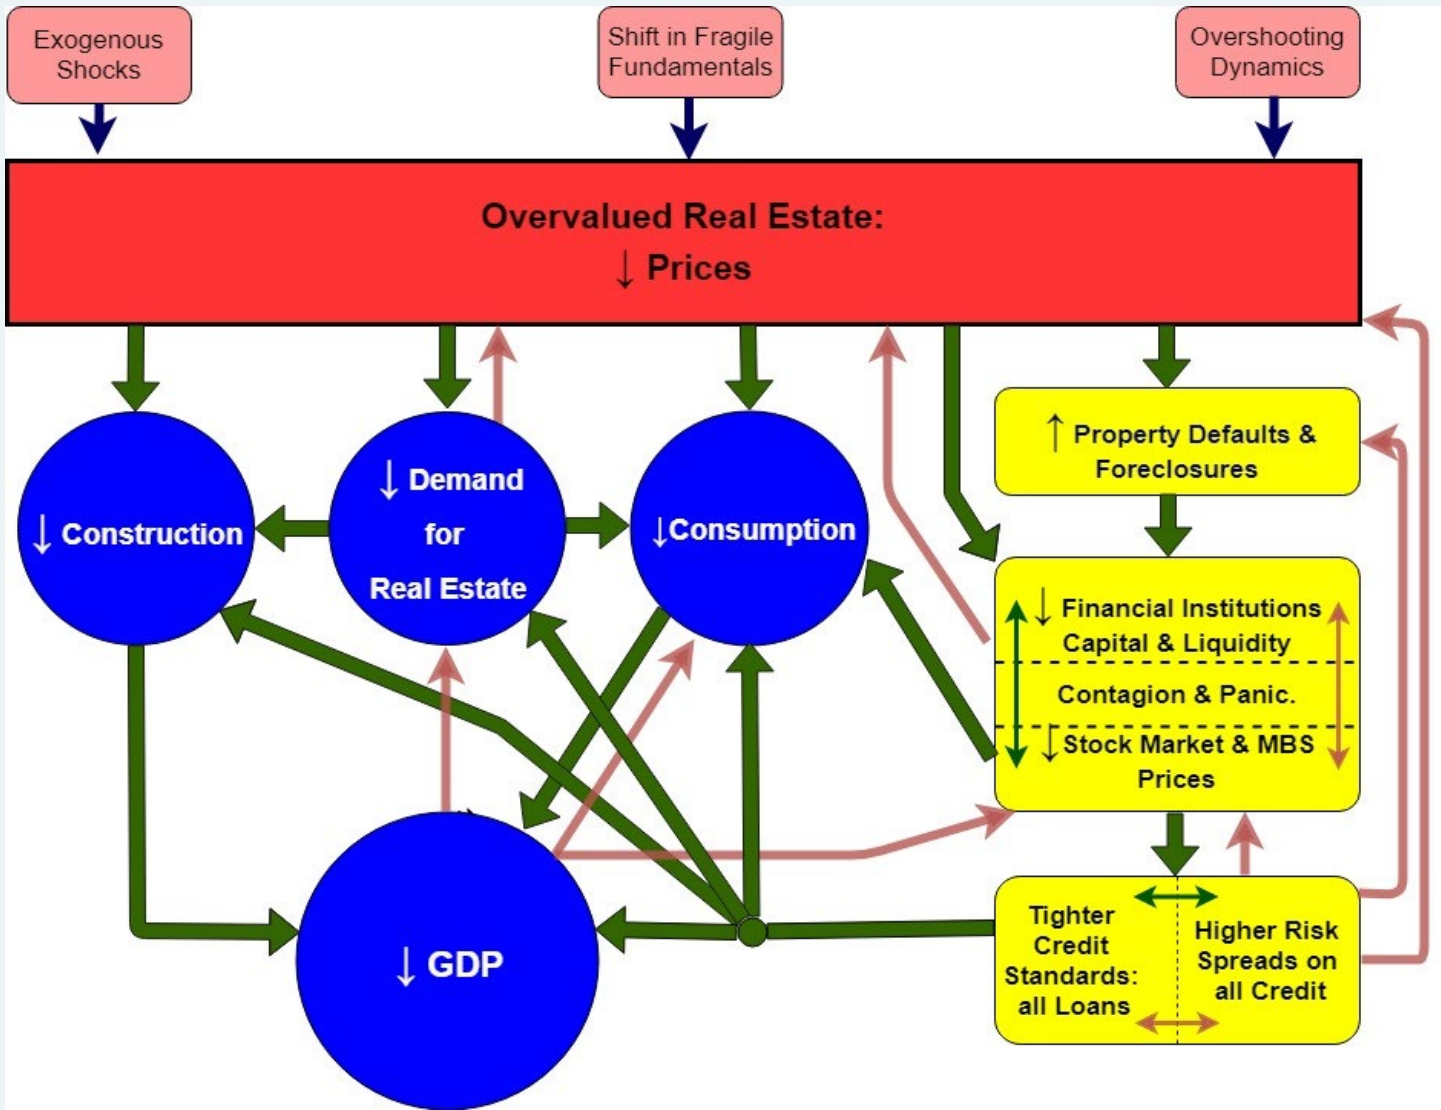 Exogenous
Shocks
Shift in Fragile
Fundamentals
Overshooting
Dynamics
Overvalued Real Estate:
↓ Prices
↑ Property Defaults &
Foreclosures
↓ Construction
↓ Demand
for
Real Estate
↓Consumption
↓ Financial Institutions
Capital & Liquidity
Contagion & Panic.
↓ Stock Market & MBS
Prices
↓ GDP
Tighter
Credit
Standards:
all Loans
Higher Risk
Spreads on
all Credit